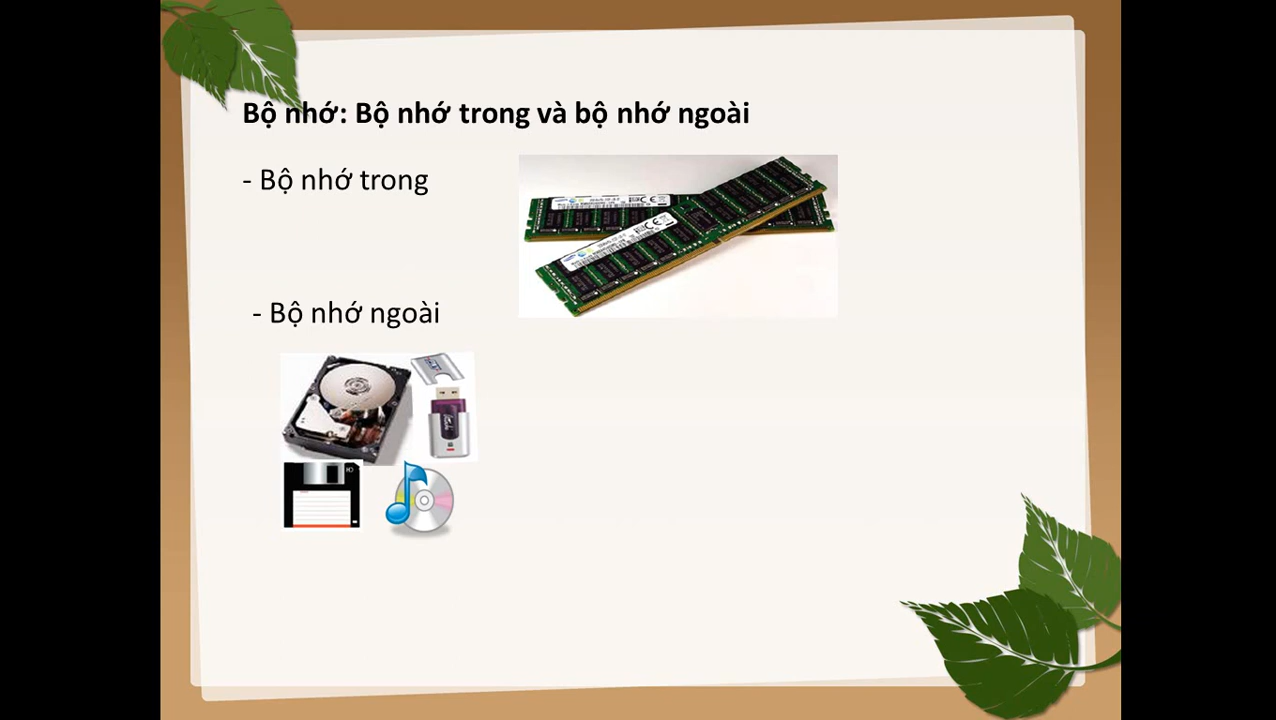 Bộ nhớ: Bộ nhớ trong và bộ nhớ ngoài
- Bộ nhớ trong
- Bộ nhớ ngoài